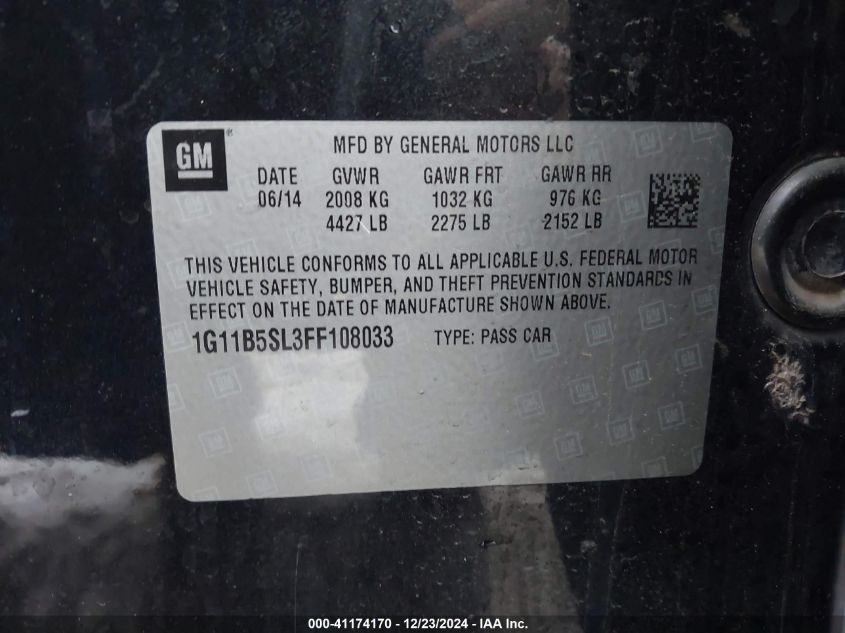 GM
MFD BY GENERAL MOTORS LLC
DATE GVWR GAWR FRT GAWR RR
06/14 2008 KG 1032 KG 976 KG
4427 LB 2275 LB 2152 LB
THIS VEHICLE CONFORMS TO ALL APPLICABLE U.S. FEDERAL MOTOR
VEHICLE SAFETY, BUMPER, AND THEFT PREVENTION STANDARDS IN
EFFECT ON THE DATE OF MANUFACTURE SHOWN ABOVE.
1G11B5SL3FF108033 TYPE: PASS CAR
000-41174170 - 12/23/2024 - IAA Inc.